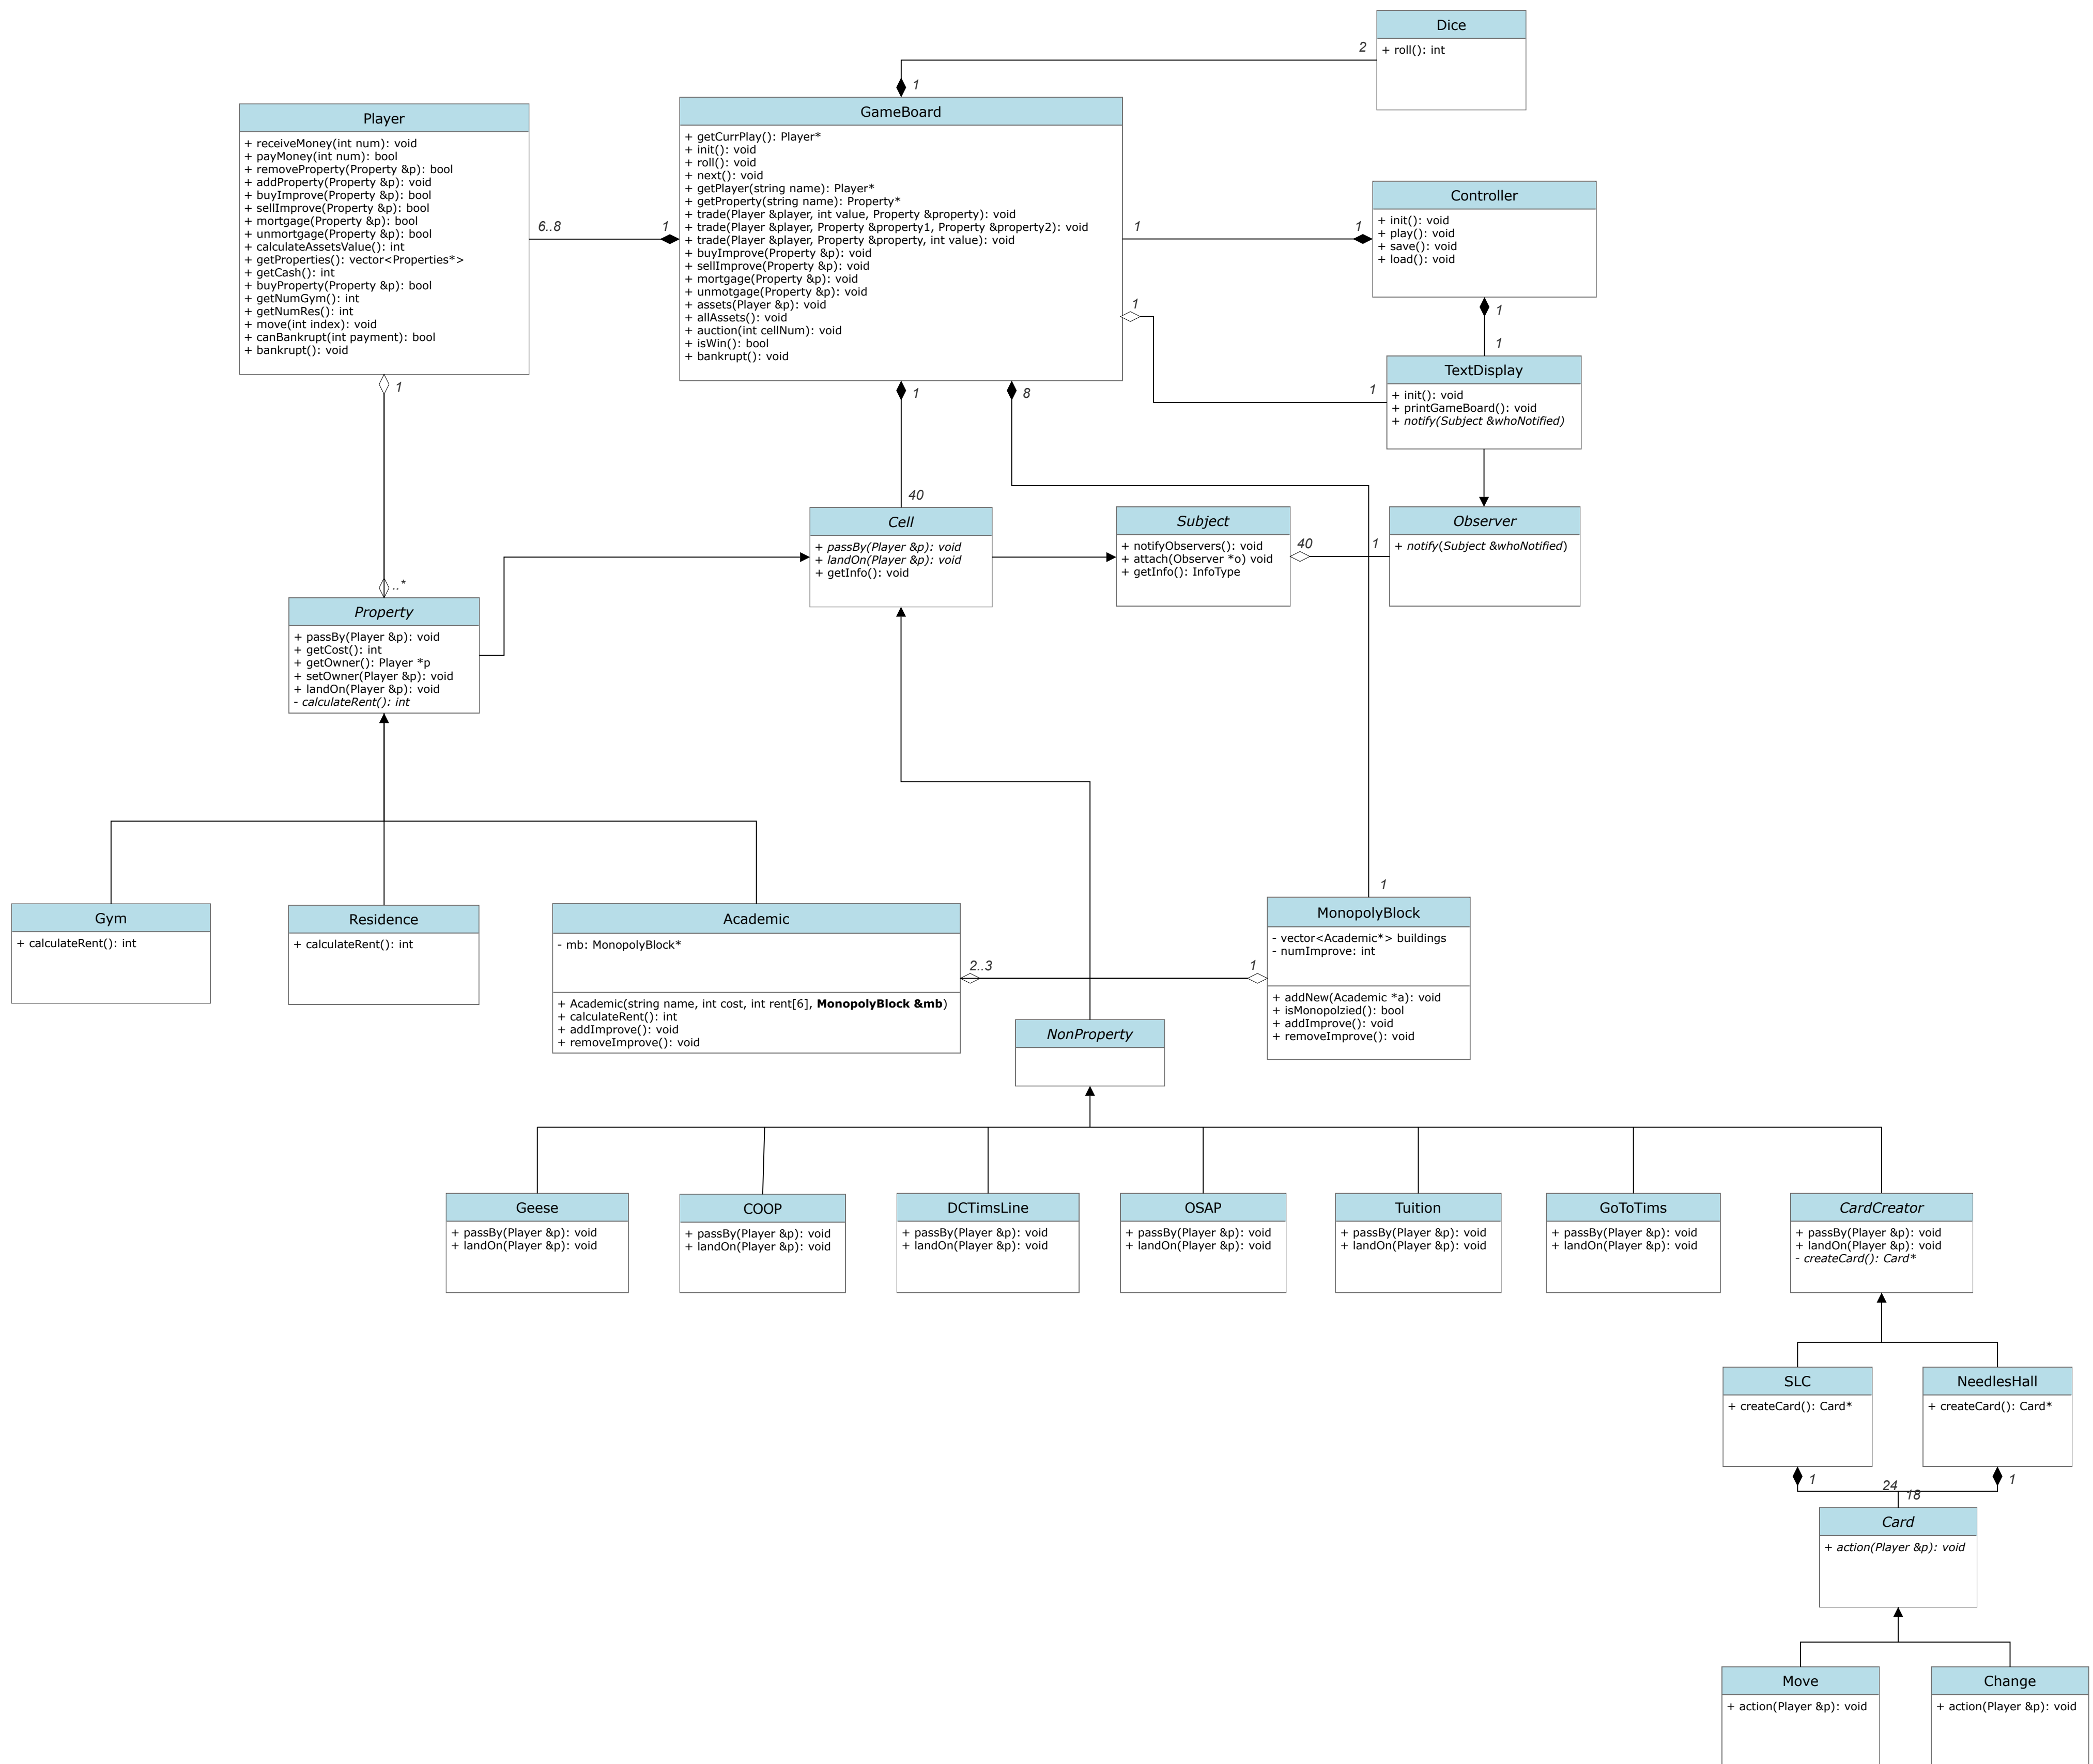 Dice
+ roll(): int
2
1
Player
+ receiveMoney(int num): void
+ payMoney(int num): bool
+ removeProperty(Property &p): bool
+ addProperty(Property &p): void
+ buyImprove(Property &p): bool
+ sellImprove(Property &p): bool
+ mortgage(Property &p): bool
+ unmortgage(Property &p): bool
+ calculateAssetsValue(): int
+ getProperties(): vector<Properties*>
+ getCash(): int
+ buyProperty(Property &p): bool
+ getNumGym(): int
+ getNumRes(): int
+ move(int index): void
+ canBankrupt(int payment): bool
+ bankrupt(): void
6..8
1
GameBoard
+ getCurrPlay(): Player*
+ init(): void
+ roll(): void
+ next(): void
+ getPlayer(string name): Player*
+ getProperty(string name): Property*
+ trade(Player &player, int value, Property &property): void
+ trade(Player &player, Property &property1, Property &property2): void
+ trade(Player &player, Property &property, int value): void
+ buyImprove(Property &p): void
+ sellImprove(Property &p): void
+ mortgage(Property &p): void
+ unmotgage(Property &p): void
+ assets(Player &p): void
+ allAssets(): void
+ auction(int cellNum): void
+ isWin(): bool
+ bankrupt(): void
1
1
Controller
+ init(): void
+ play(): void
+ save(): void
+ load(): void
1
1
1
1
TextDisplay
+ init(): void
+ printGameBoard(): void
+ notify(Subject &whoNotified)
1
1
8
40
Cell
+ passBy(Player &p): void
+ landOn(Player &p): void
+ getInfo(): void
Subject
+ notifyObservers(): void
+ attach(Observer *o) void
+ getInfo(): InfoType
40
1
Observer
+ notify(Subject &whoNotified)
..*
Property
+ passBy(Player &p): void
+ getCost(): int
+ getOwner(): Player *p
+ setOwner(Player &p): void
+ landOn(Player &p): void
- calculateRent(): int
Gym
+ calculateRent(): int
Residence
+ calculateRent(): int
Academic
- mb: MonopolyBlock*
+ Academic(string name, int cost, int rent[6], MonopolyBlock &mb)
+ calculateRent(): int
+ addImprove(): void
+ removeImprove(): void
2..3
1
1
MonopolyBlock
- vector<Academic*> buildings
- numImprove: int
+ addNew(Academic *a): void
+ isMonopolzied(): bool
+ addImprove(): void
+ removeImprove(): void
NonProperty
Geese
+ passBy(Player &p): void
+ landOn(Player &p): void
COOP
+ passBy(Player &p): void
+ landOn(Player &p): void
DCTimsLine
+ passBy(Player &p): void
+ landOn(Player &p): void
OSAP
+ passBy(Player &p): void
+ landOn(Player &p): void
Tuition
+ passBy(Player &p): void
+ landOn(Player &p): void
GoToTims
+ passBy(Player &p): void
+ landOn(Player &p): void
CardCreator
+ passBy(Player &p): void
+ landOn(Player &p): void
- createCard(): Card*
SLC
+ createCard(): Card*
NeedlesHall
+ createCard(): Card*
1
24
18
1
Card
+ action(Player &p): void
Move
+ action(Player &p): void
Change
+ action(Player &p): void